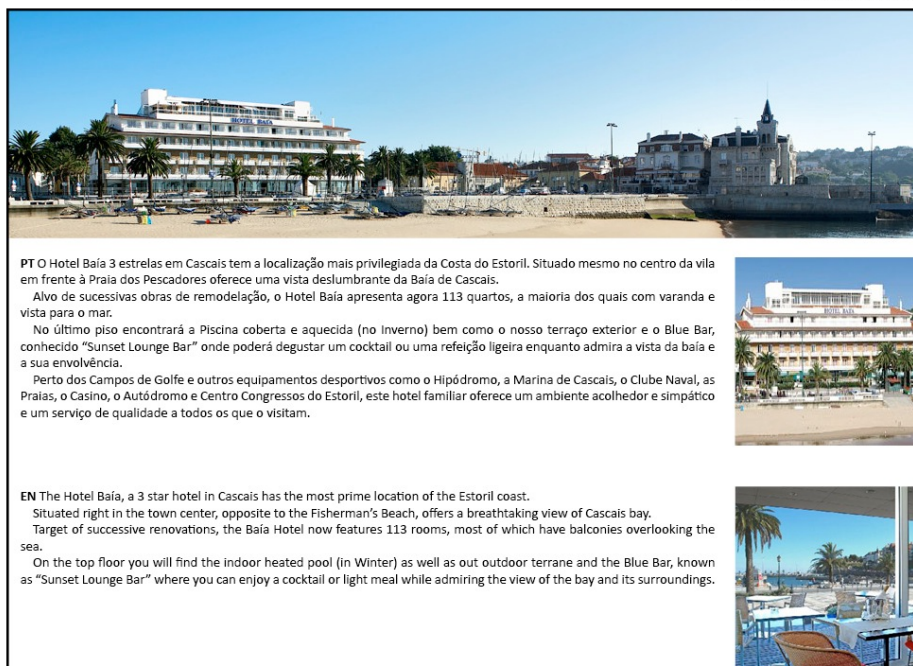 HOTEL BAÍA
PT O Hotel Baía 3 estrelas em Cascais tem a localização mais privilegiada da Costa do Estoril. Situado mesmo no centro da vila
em frente à Praia dos Pescadores oferece uma vista deslumbrante da Baía de Cascais.
Alvo de sucessivas obras de remodelação, o Hotel Baía apresenta agora 113 quartos, a maioria dos quais com varanda e
vista para o mar.
No último piso encontrará a Piscina coberta e aquecida (no Inverno) bem como o nosso terraço exterior e o Blue Bar,
conhecido “Sunset Lounge Bar” onde poderá degustar um cocktail ou uma refeição ligeira enquanto admira a vista da baía e
a sua envolvência.
Perto dos Campos de Golfe e outros equipamentos desportivos como o Hipódromo, a Marina de Cascais, o Clube Naval, as
Praias, o Casino, o Autódromo e Centro Congressos do Estoril, este hotel familiar oferece um ambiente acolhedor e simpático
e um serviço de qualidade a todos os que o visitam.
HOTEL BAÍA
EN The Hotel Baía, a 3 star hotel in Cascais has the most prime location of the Estoril coast.
Situated right in the town center, opposite to the Fisherman’s Beach, offers a breathtaking view of Cascais bay.
Target of successive renovations, the Baía Hotel now features 113 rooms, most of which have balconies overlooking the
sea.
On the top floor you will find the indoor heated pool (in Winter) as well as out outdoor terrane and the Blue Bar, known
as “Sunset Lounge Bar” where you can enjoy a cocktail or light meal while admiring the view of the bay and its surroundings.